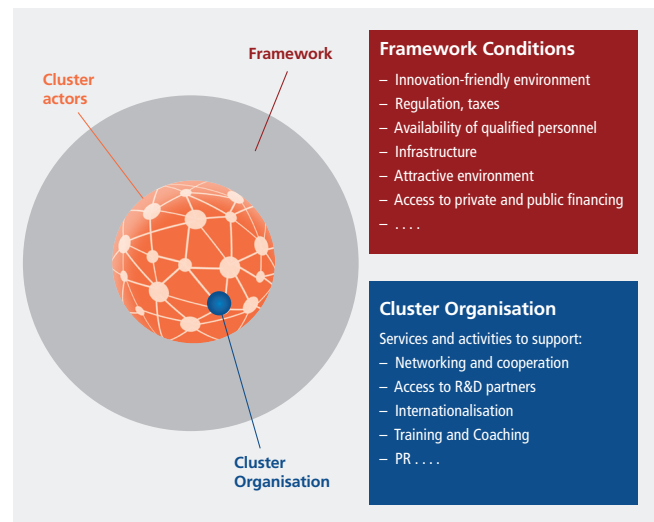 Framework
Cluster
actors
Cluster
Organisation
Framework Conditions
– Innovation-friendly environment
– Regulation, taxes
– Availability of qualified personnel
– Infrastructure
– Attractive environment
– Access to private and public financing
– . . . .
Cluster Organisation
Services and activities to support:
– Networking and cooperation
– Access to R&D partners
– Internationalisation
– Training and Coaching
– PR . . . .